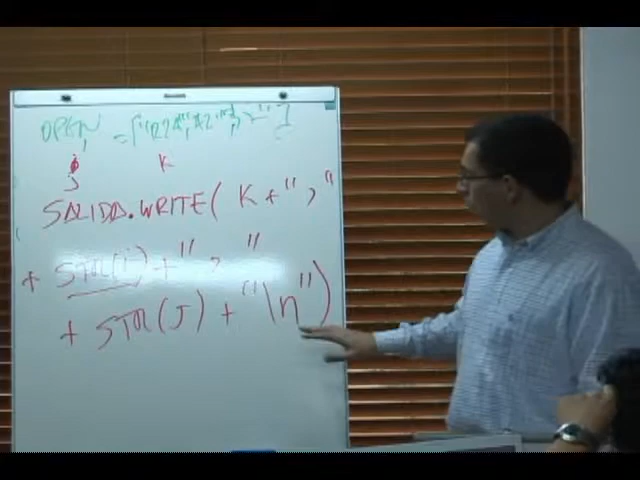 OPEN
j K
SALIDA.WRITE( K + ","
+ STR(i) + ", "
+ STR(J) + "\n")